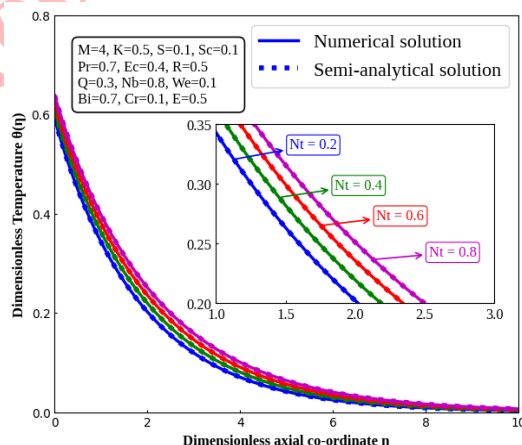 0.8
0.6
0.4
0.2
0.0
Dimensionless Temperature θ(η)
M=4, K=0.5, S=0.1, Sc=0.1
Pr=0.7, Ec=0.4, R=0.5
Q=0.3, Nb=0.8, We=0.1
Bi=0.7, Cr=0.1, E=0.5
Numerical solution
Semi-analytical solution
0.35
0.30
0.25
0.20
Nt = 0.2
Nt = 0.4
Nt = 0.6
Nt = 0.8
1.0 1.5 2.0 2.5 3.0
0 2 4 6 8 10
Dimensionless axial co-ordinate η